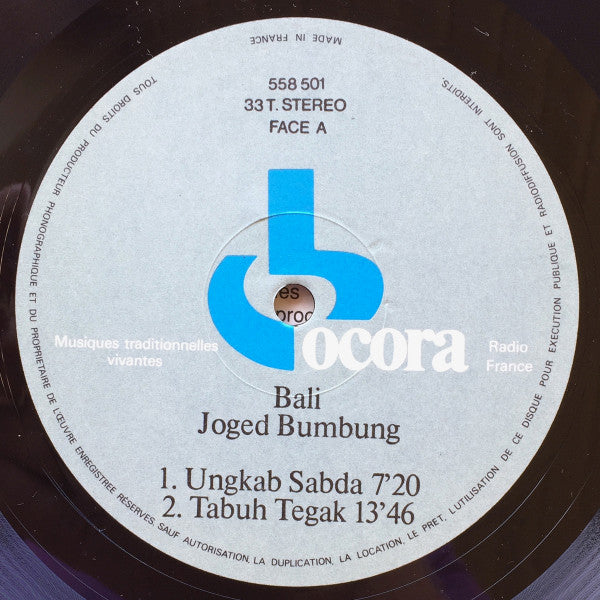 MADE IN FRANCE
558 501
33 T. STEREO
FACE A
es
proc
ocora
Musiques traditionnelles
vivantes
Radio
France
Bali
Joged Bumbung
1. Ungkab Sabda 7'20
2. Tabuh Tegak 13'46
TOUS DROITS DU PRODUCTEUR PHONOGRAPHIQUE ET DU PROPRIETAIRE DE L'ŒUVRE ENREGISTREE RÉSERVES. SAUF AUTORISATION, LA DUPLICATION, LA LOCATION, LE PRET, L'UTILISATION DE CE DISQUE POUR EXECUTION PUBLIQUE ET RADIODIFFUSION SONT INTERDITS.